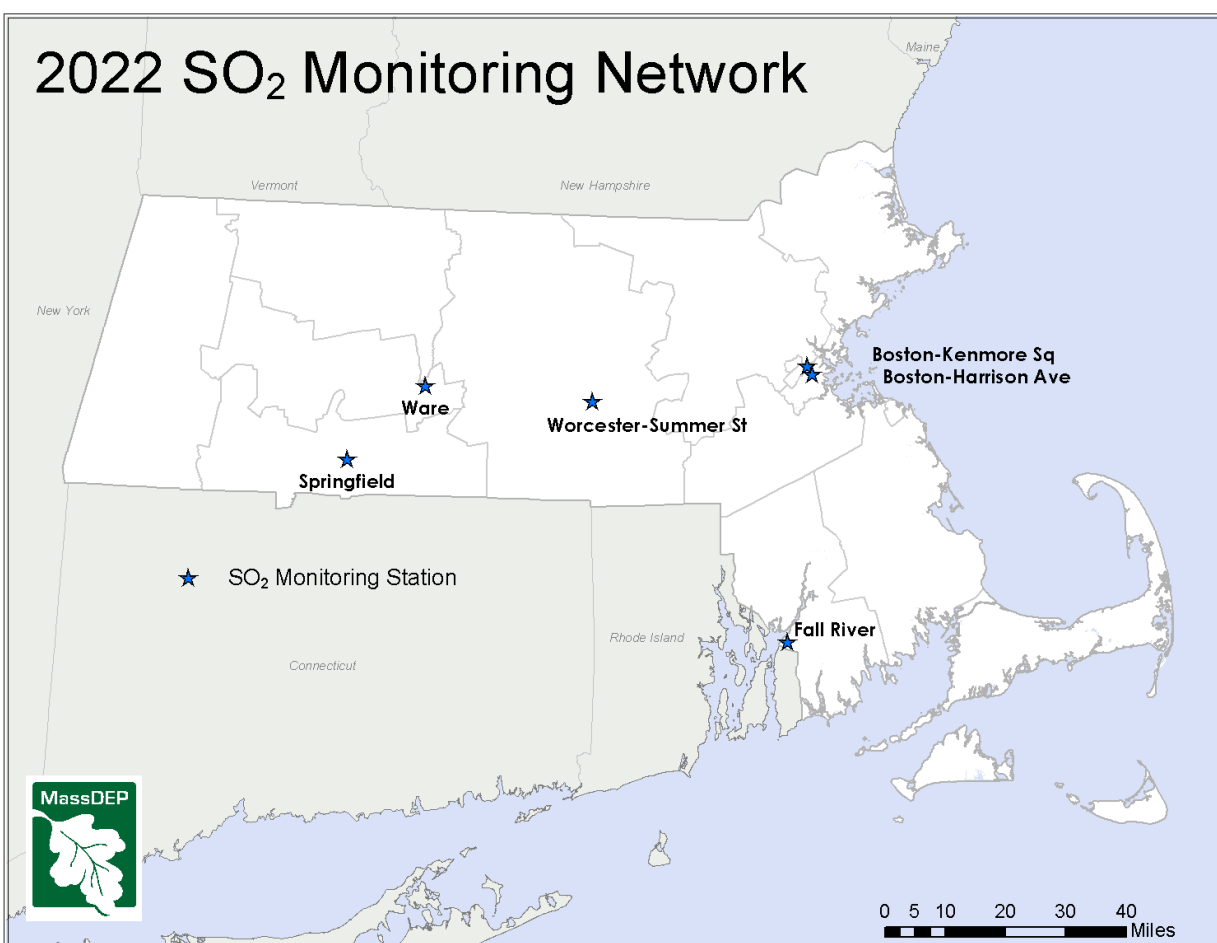 2022 SO₂ Monitoring Network
Maine
Vermont
New Hampshire
New York
Boston-Kenmore Sq
Boston-Harrison Ave
Ware
Worcester-Summer St
Springfield
SO₂ Monitoring Station
Fall River
Rhode Island
Connecticut
MassDEP
0 5 10 20 30 40
Miles